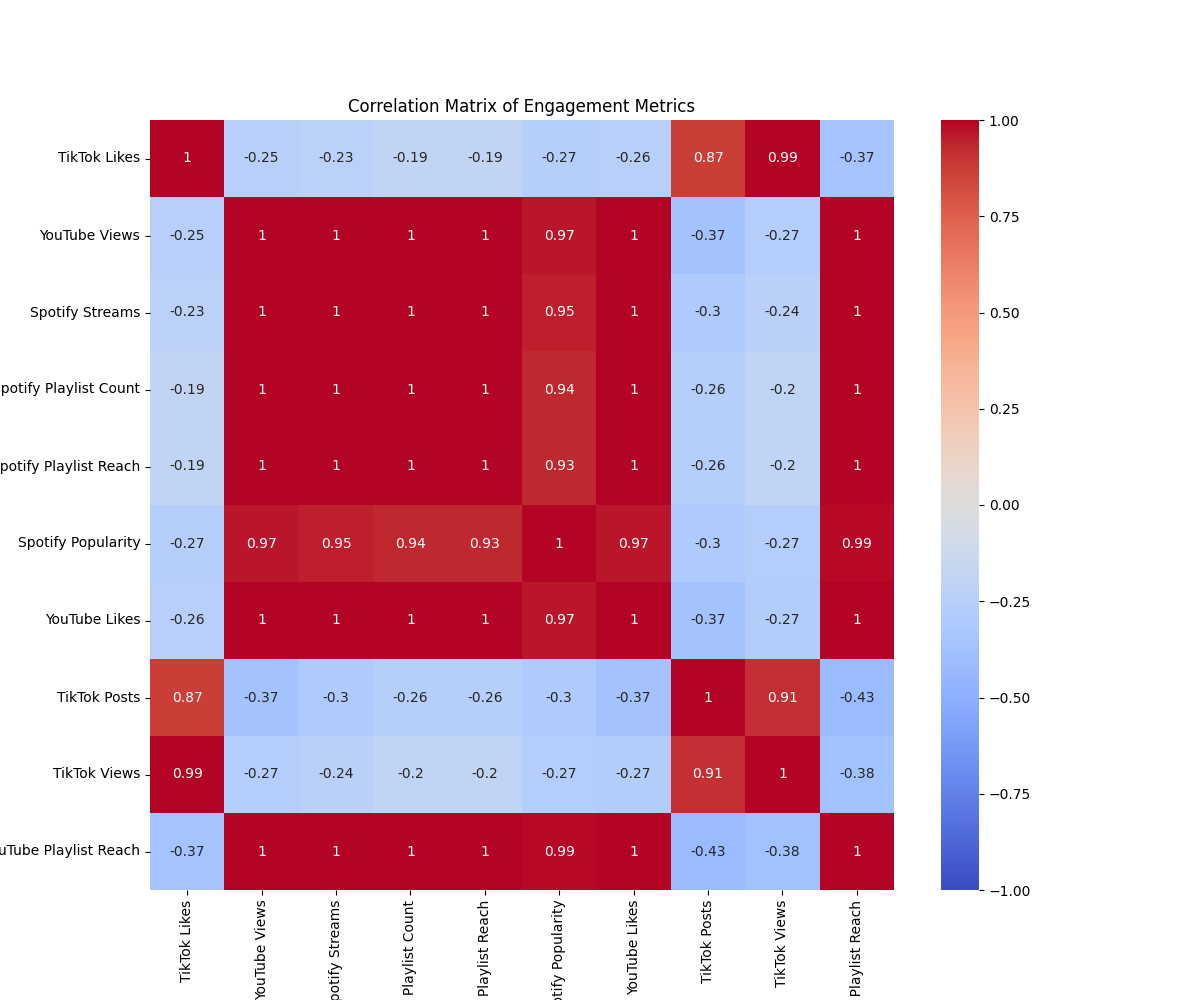 Correlation Matrix of Engagement Metrics
TikTok Likes 1 -0.25 -0.23 -0.19 -0.19 -0.27 -0.26 0.87 0.99 -0.37
YouTube Views -0.25 1 1 1 1 0.97 1 -0.37 -0.27 1
Spotify Streams -0.23 1 1 1 1 0.95 1 -0.3 -0.24 1
potify Playlist Count -0.19 1 1 1 1 0.94 1 -0.26 -0.2 1
potify Playlist Reach -0.19 1 1 1 1 0.93 1 -0.26 -0.2 1
Spotify Popularity -0.27 0.97 0.95 0.94 0.93 1 0.97 -0.3 -0.27 0.99
YouTube Likes -0.26 1 1 1 1 0.97 1 -0.37 -0.27 1
TikTok Posts 0.87 -0.37 -0.3 -0.26 -0.26 -0.3 -0.37 1 0.91 -0.43
TikTok Views 0.99 -0.27 -0.24 -0.2 -0.2 -0.27 -0.27 0.91 1 -0.38
uTube Playlist Reach -0.37 1 1 1 1 0.99 1 -0.43 -0.38 1
TikTok Likes
YouTube Views
potify Streams
Playlist Count
Playlist Reach
otify Popularity
YouTube Likes
TikTok Posts
TikTok Views
Playlist Reach
1.00
0.75
0.50
0.25
0.00
−0.25
−0.50
−0.75
−1.00